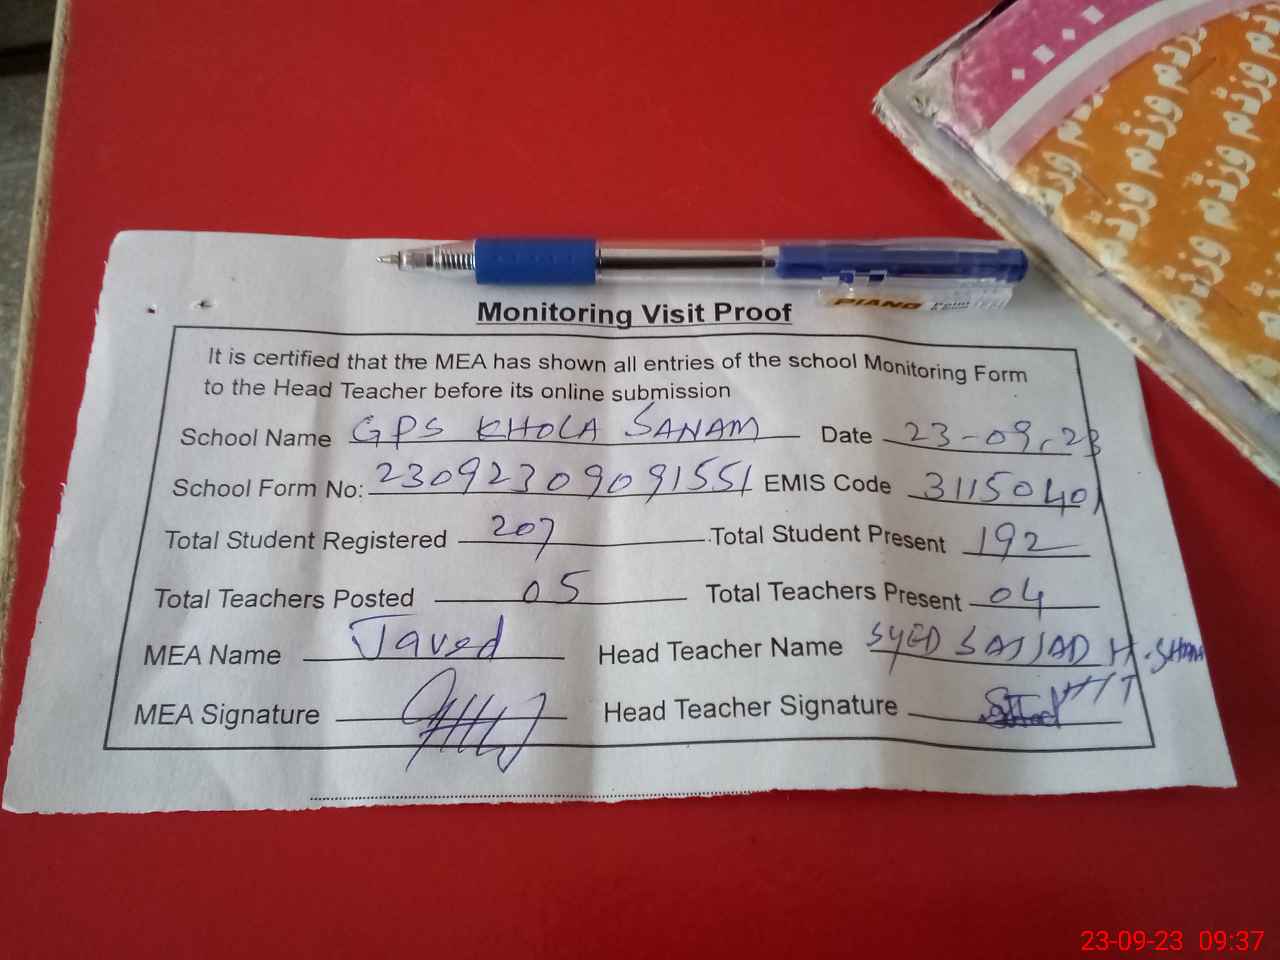 PIANO
Monitoring Visit Proof
It is certified that the MEA has shown all entries of the school Monitoring Form
to the Head Teacher before its online submission
School Name GPS KHOLA SANAM Date 23-09.23
School Form No: 23092309091551 EMIS Code 31150401
Total Student Registered 207 Total Student Present 192
Total Teachers Posted 05 Total Teachers Present 04
MEA Name Javed Head Teacher Name SYED SAJJAD H. SHAH
MEA Signature Head Teacher Signature
23-09-23 09:37